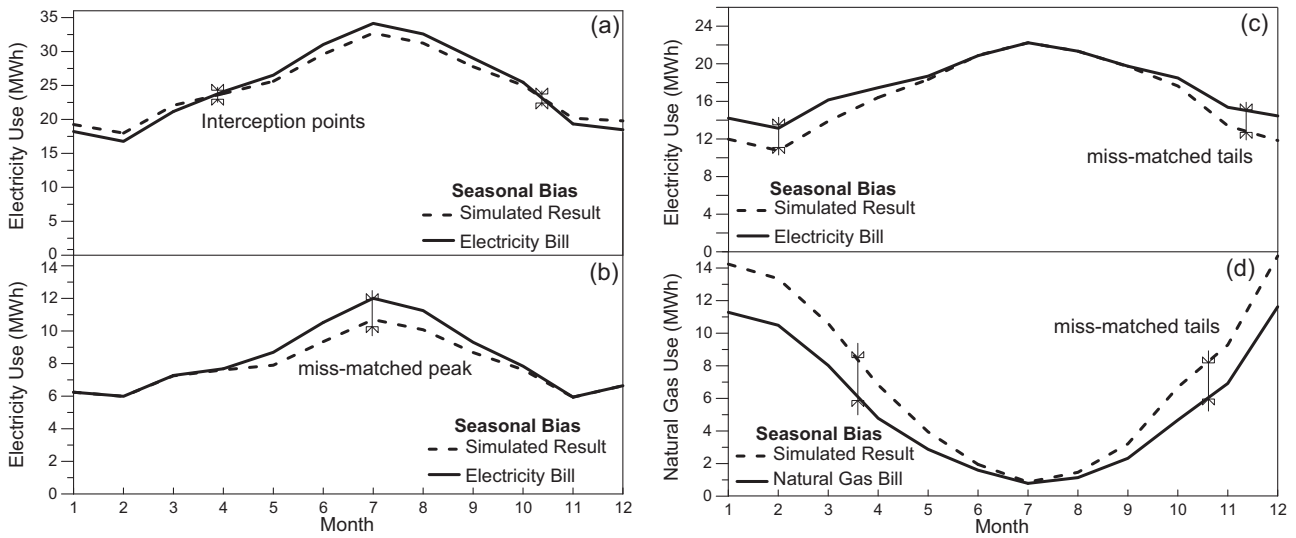 (a)
Electricity Use (MWh)
35
30
25
20
15
10
5
0
Interception points
Seasonal Bias
Simulated Result
Electricity Bill
(b)
Electricity Use (MWh)
14
12
10
8
6
4
2
0
miss-matched peak
Seasonal Bias
Simulated Result
Electricity Bill
1 2 3 4 5 6 7 8 9 10 11 12
Month
(c)
Electricity Use (MWh)
24
20
16
12
8
4
0
miss-matched tails
Seasonal Bias
Simulated Result
Electricity Bill
(d)
Natural Gas Use (MWh)
14
12
10
8
6
4
2
0
miss-matched tails
Seasonal Bias
Simulated Result
Natural Gas Bill
1 2 3 4 5 6 7 8 9 10 11 12
Month